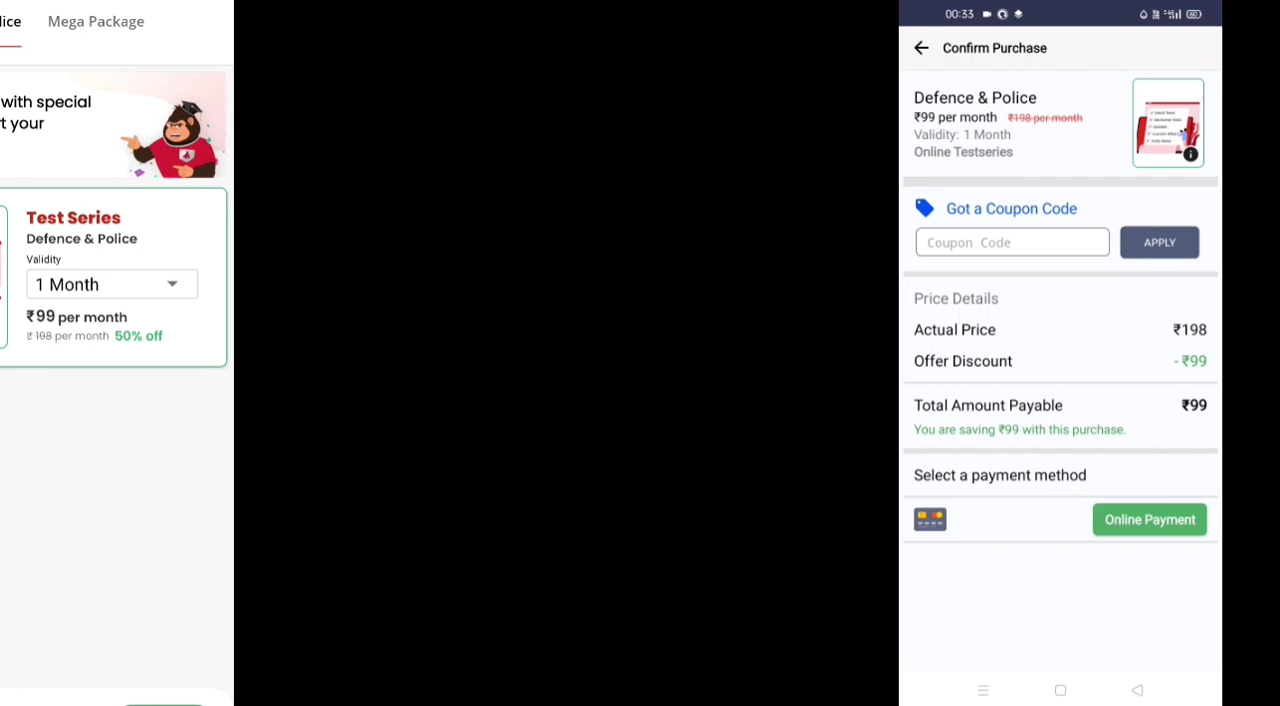 lice Mega Package
with special
t your
Test Series
Defence & Police
Validity
1 Month
₹99 per month
₹ 198 per month 50% off
00:33
Confirm Purchase
Defence & Police
₹99 per month ₹198 per month
Validity: 1 Month
Online Testseries
Got a Coupon Code
Coupon Code APPLY
Price Details
Actual Price ₹198
Offer Discount - ₹99
Total Amount Payable ₹99
You are saving ₹99 with this purchase.
Select a payment method
Online Payment